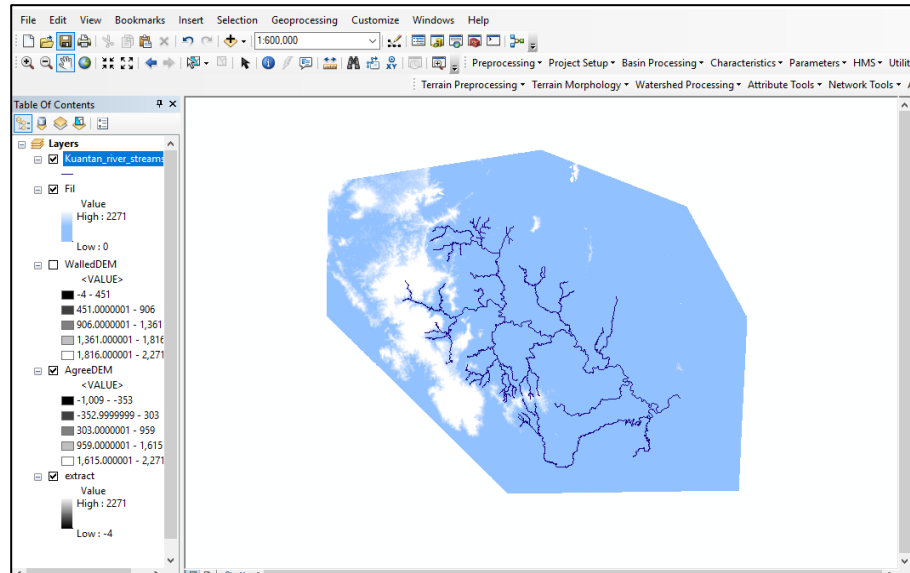 File Edit View Bookmarks Insert Selection Geoprocessing Customize Windows Help
1:600,000
Preprocessing Project Setup Basin Processing Characteristics Parameters HMS Utilit
Terrain Preprocessing Terrain Morphology Watershed Processing Attribute Tools Network Tools A
Table Of Contents
Layers
Kuantan_river_streams
Fil
Value
High : 2271
Low : 0
WalledDEM
<VALUE>
-4 - 451
451.0000001 - 906
906.0000001 - 1,361
1,361.000001 - 1,816
1,816.000001 - 2,271
AgreeDEM
<VALUE>
-1,009 - -353
-352.9999999 - 303
303.0000001 - 959
959.0000001 - 1,615
1,615.000001 - 2,271
extract
Value
High : 2271
Low : -4